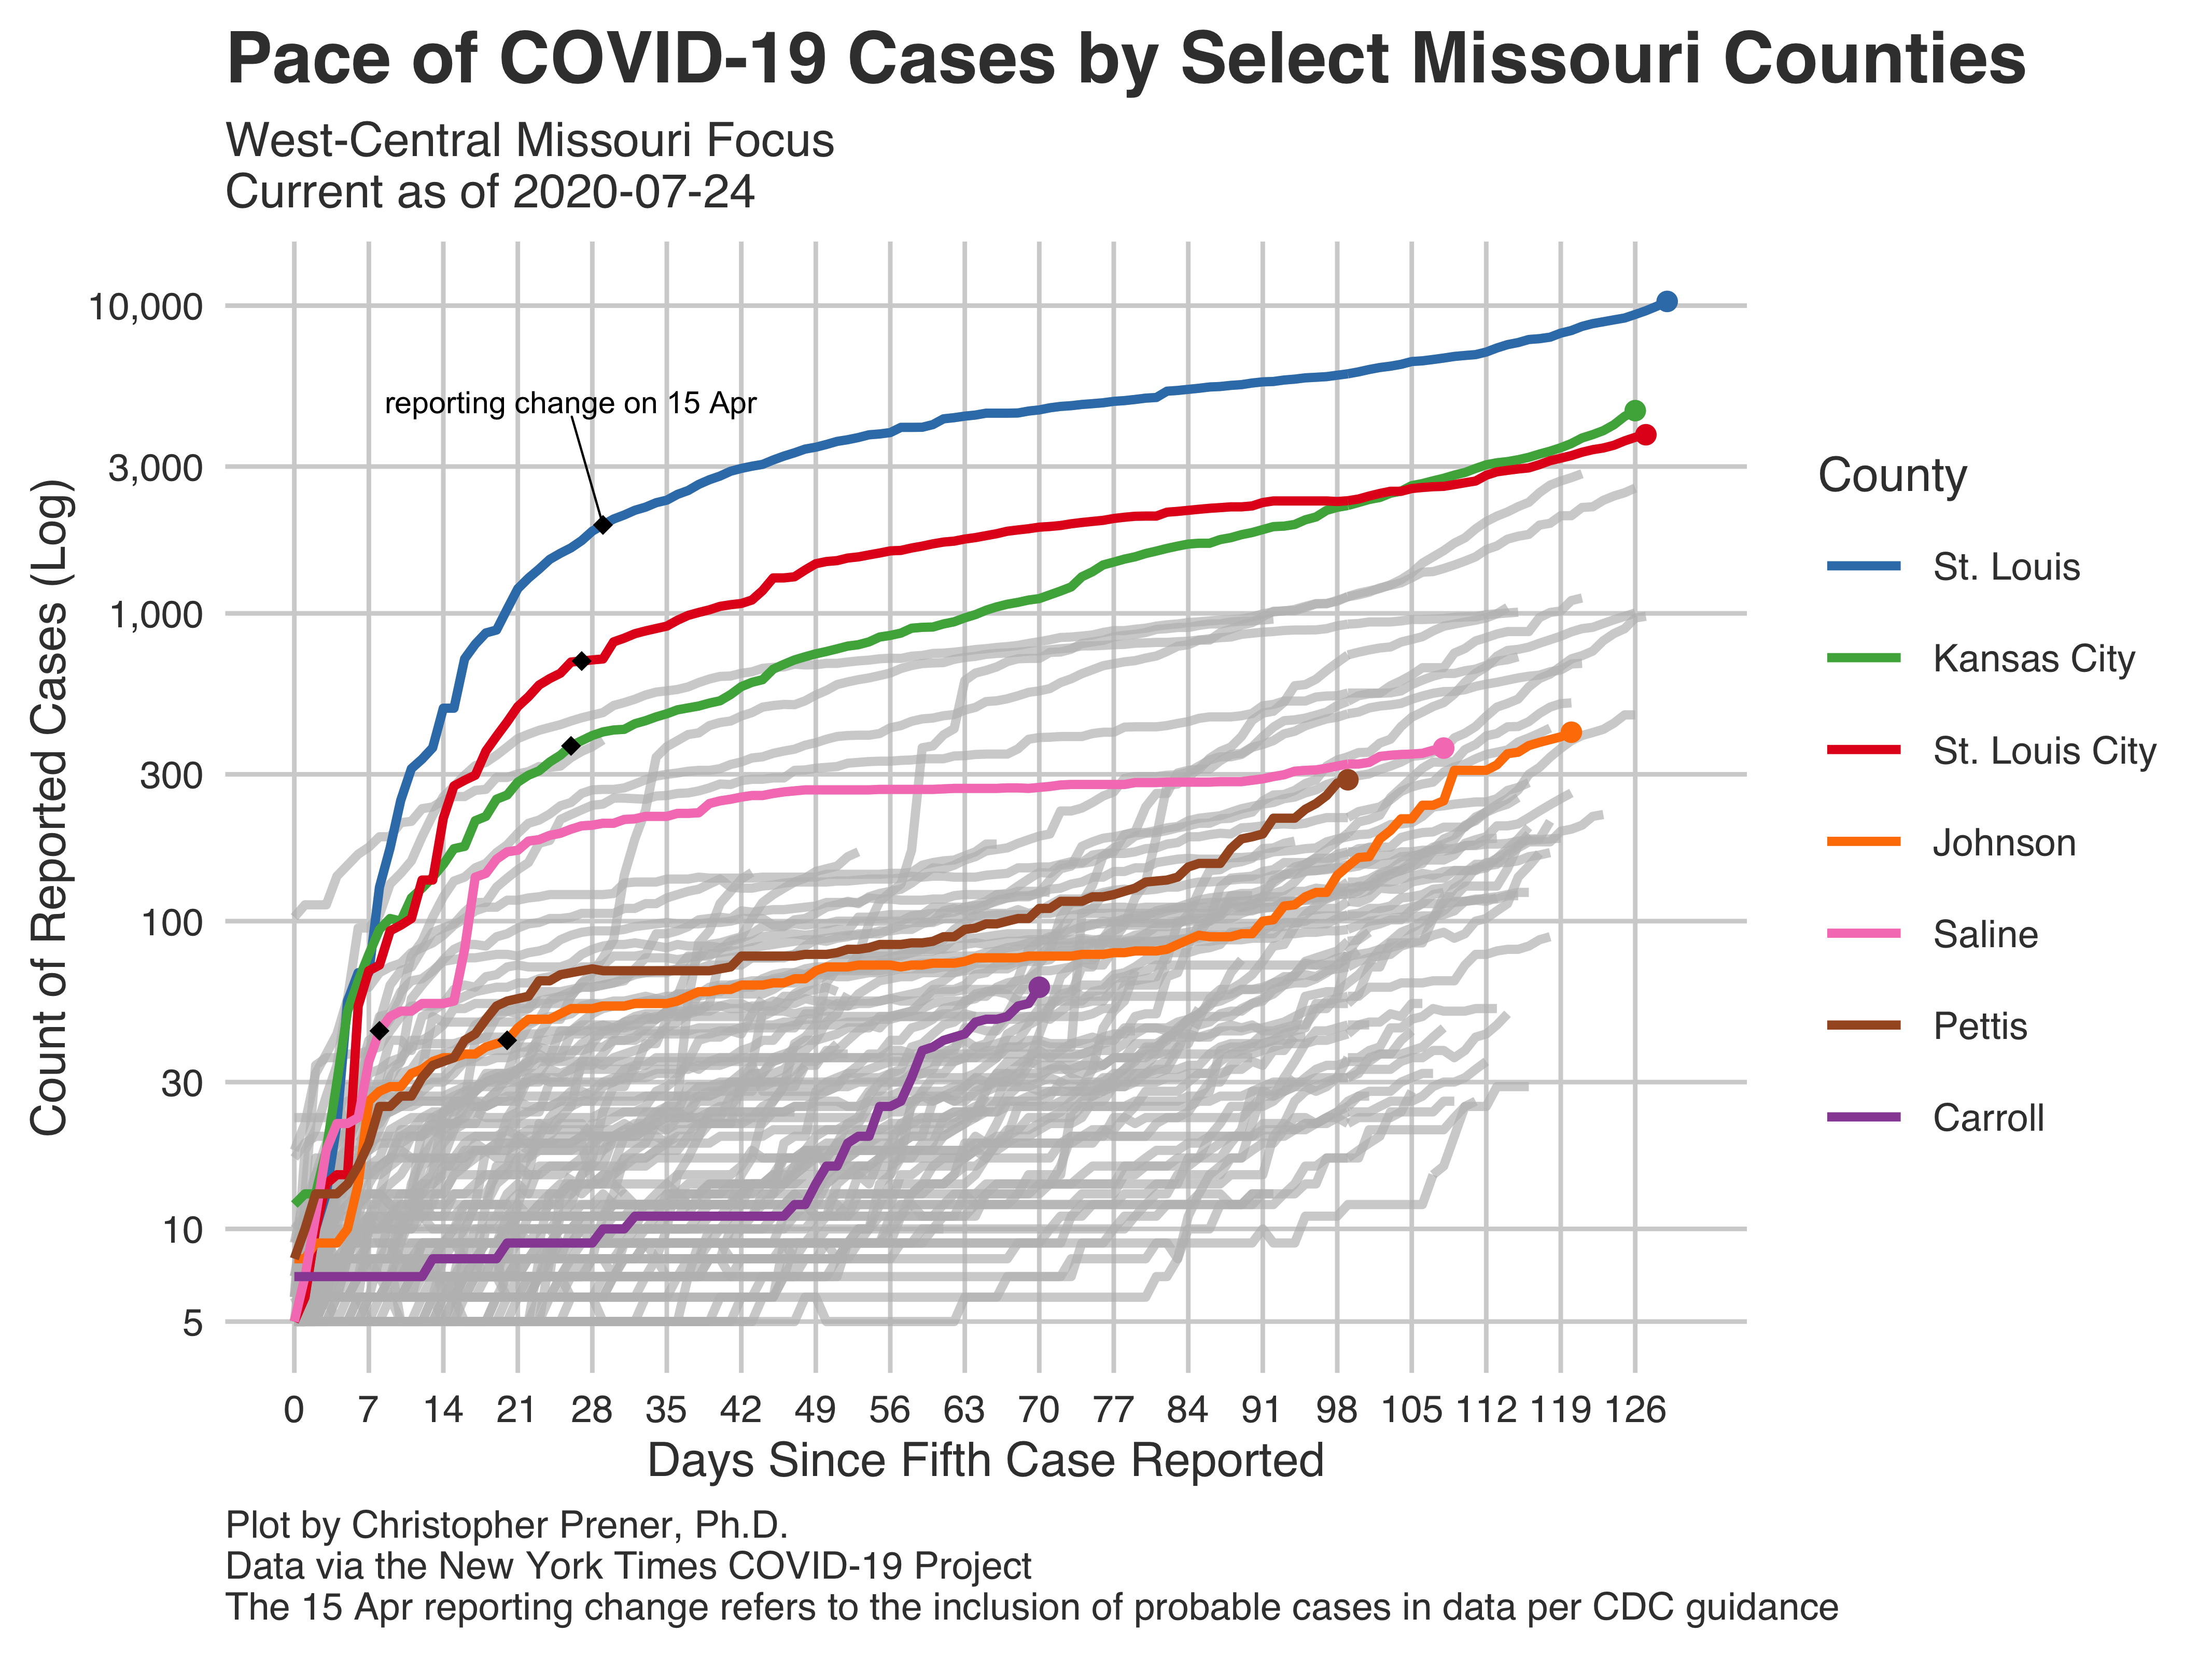 Pace of COVID-19 Cases by Select Missouri Counties
West-Central Missouri Focus
Current as of 2020-07-24
Count of Reported Cases (Log)
10,000
3,000
1,000
300
100
30
10
5
reporting change on 15 Apr
0 7 14 21 28 35 42 49 56 63 70 77 84 91 98 105 112 119 126
Days Since Fifth Case Reported
County
St. Louis
Kansas City
St. Louis City
Johnson
Saline
Pettis
Carroll
Plot by Christopher Prener, Ph.D.
Data via the New York Times COVID-19 Project
The 15 Apr reporting change refers to the inclusion of probable cases in data per CDC guidance